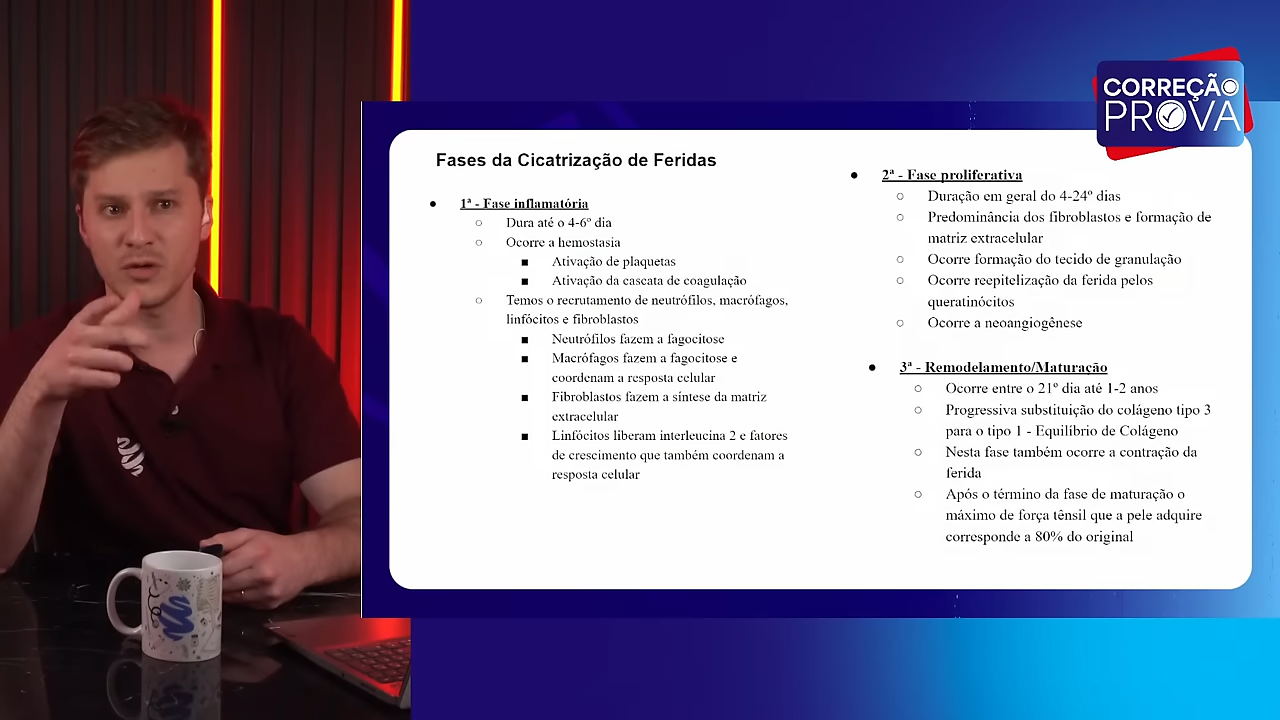 CORREÇÃO
PROVA
Fases da Cicatrização de Feridas
● 1ª - Fase inflamatória
○ Dura até o 4-6º dia
○ Ocorre a hemostasia
■ Ativação de plaquetas
■ Ativação da cascata de coagulação
○ Temos o recrutamento de neutrófilos, macrófagos,
linfócitos e fibroblastos
■ Neutrófilos fazem a fagocitose
■ Macrófagos fazem a fagocitose e
coordenam a resposta celular
■ Fibroblastos fazem a síntese da matriz
extracelular
■ Linfócitos liberam interleucina 2 e fatores
de crescimento que também coordenam a
resposta celular
● 2ª - Fase proliferativa
○ Duração em geral do 4-24º dias
○ Predominância dos fibroblastos e formação de
matriz extracelular
○ Ocorre formação do tecido de granulação
○ Ocorre reepitelização da ferida pelos
queratinócitos
○ Ocorre a neoangiogênese
● 3ª - Remodelamento/Maturação
○ Ocorre entre o 21º dia até 1-2 anos
○ Progressiva substituição do colágeno tipo 3
para o tipo 1 - Equilíbrio de Colágeno
○ Nesta fase também ocorre a contração da
ferida
○ Após o término da fase de maturação o
máximo de força tênsil que a pele adquire
corresponde a 80% do original